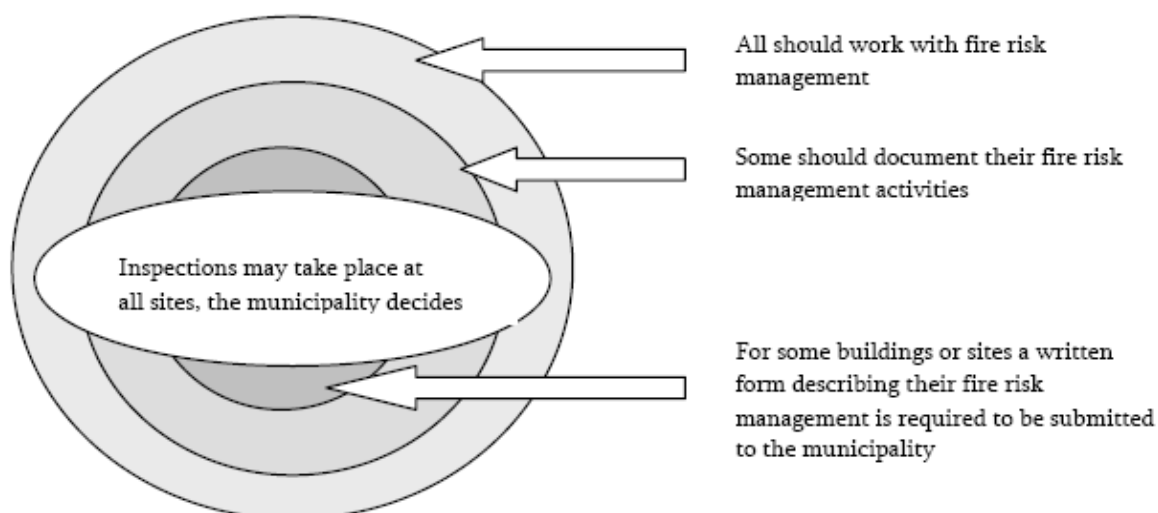 All should work with fire risk
management
Some should document their fire risk
management activities
Inspections may take place at
all sites, the municipality decides
For some buildings or sites a written
form describing their fire risk
management is required to be submitted
to the municipality